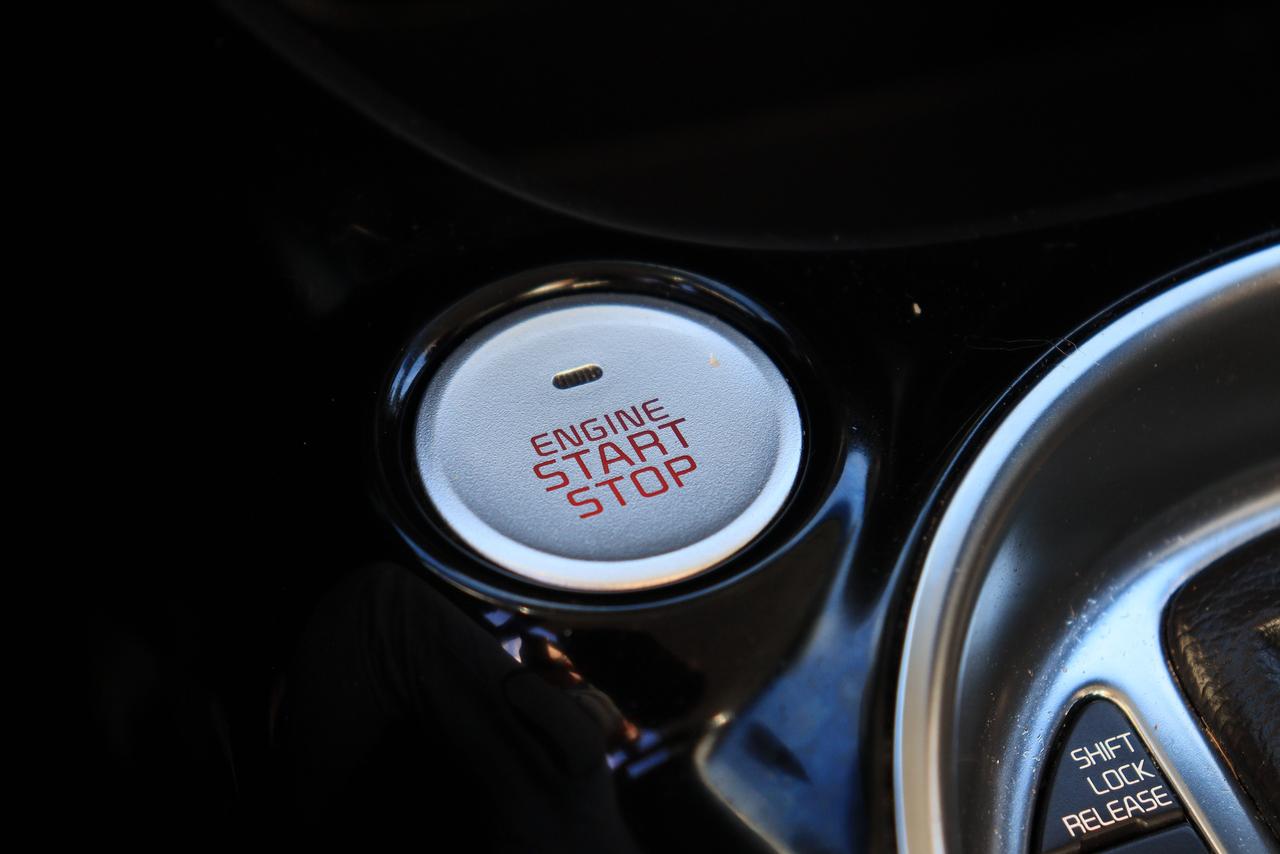 ENGINE
START
STOP
SHIFT
LOCK
RELEASE